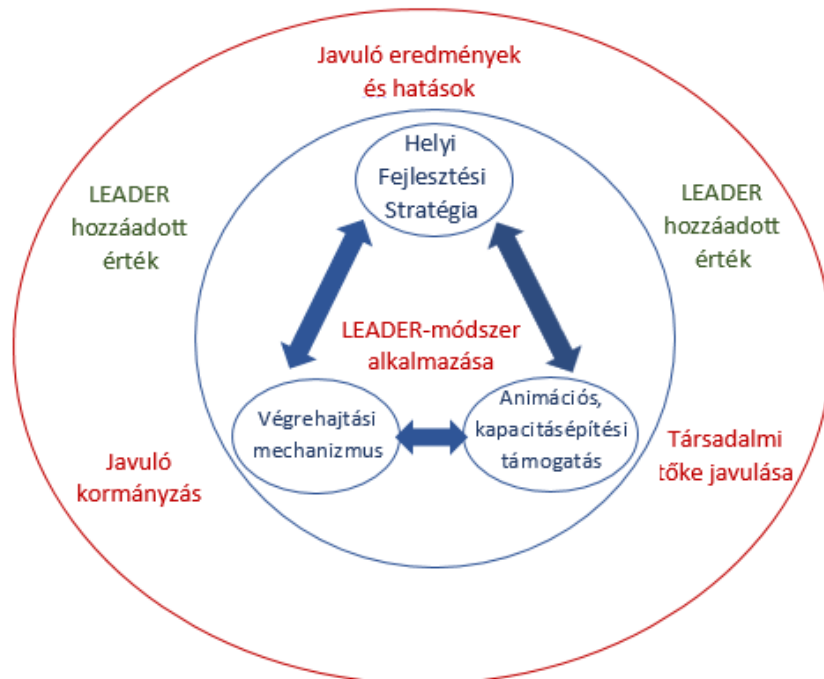 Javuló eredmények
és hatások
Helyi
Fejlesztési
Stratégia
LEADER
hozzáadott
érték
LEADER
hozzáadott
érték
LEADER-módszer
alkalmazása
Végrehajtási
mechanizmus
Animációs,
kapacitásépítési
támogatás
Javuló
kormányzás
Társadalmi
tőke javulása